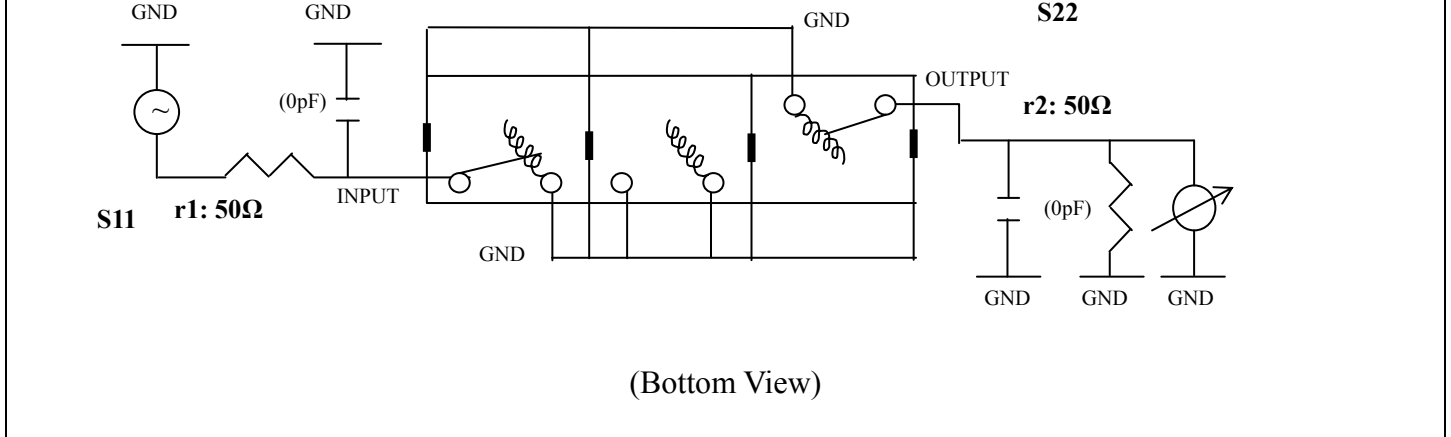 GND
GND
GND
S22
OUTPUT
(0pF)
r2: 50Ω
INPUT
r1: 50Ω
S11
(0pF)
GND
GND
GND
GND
(Bottom View)